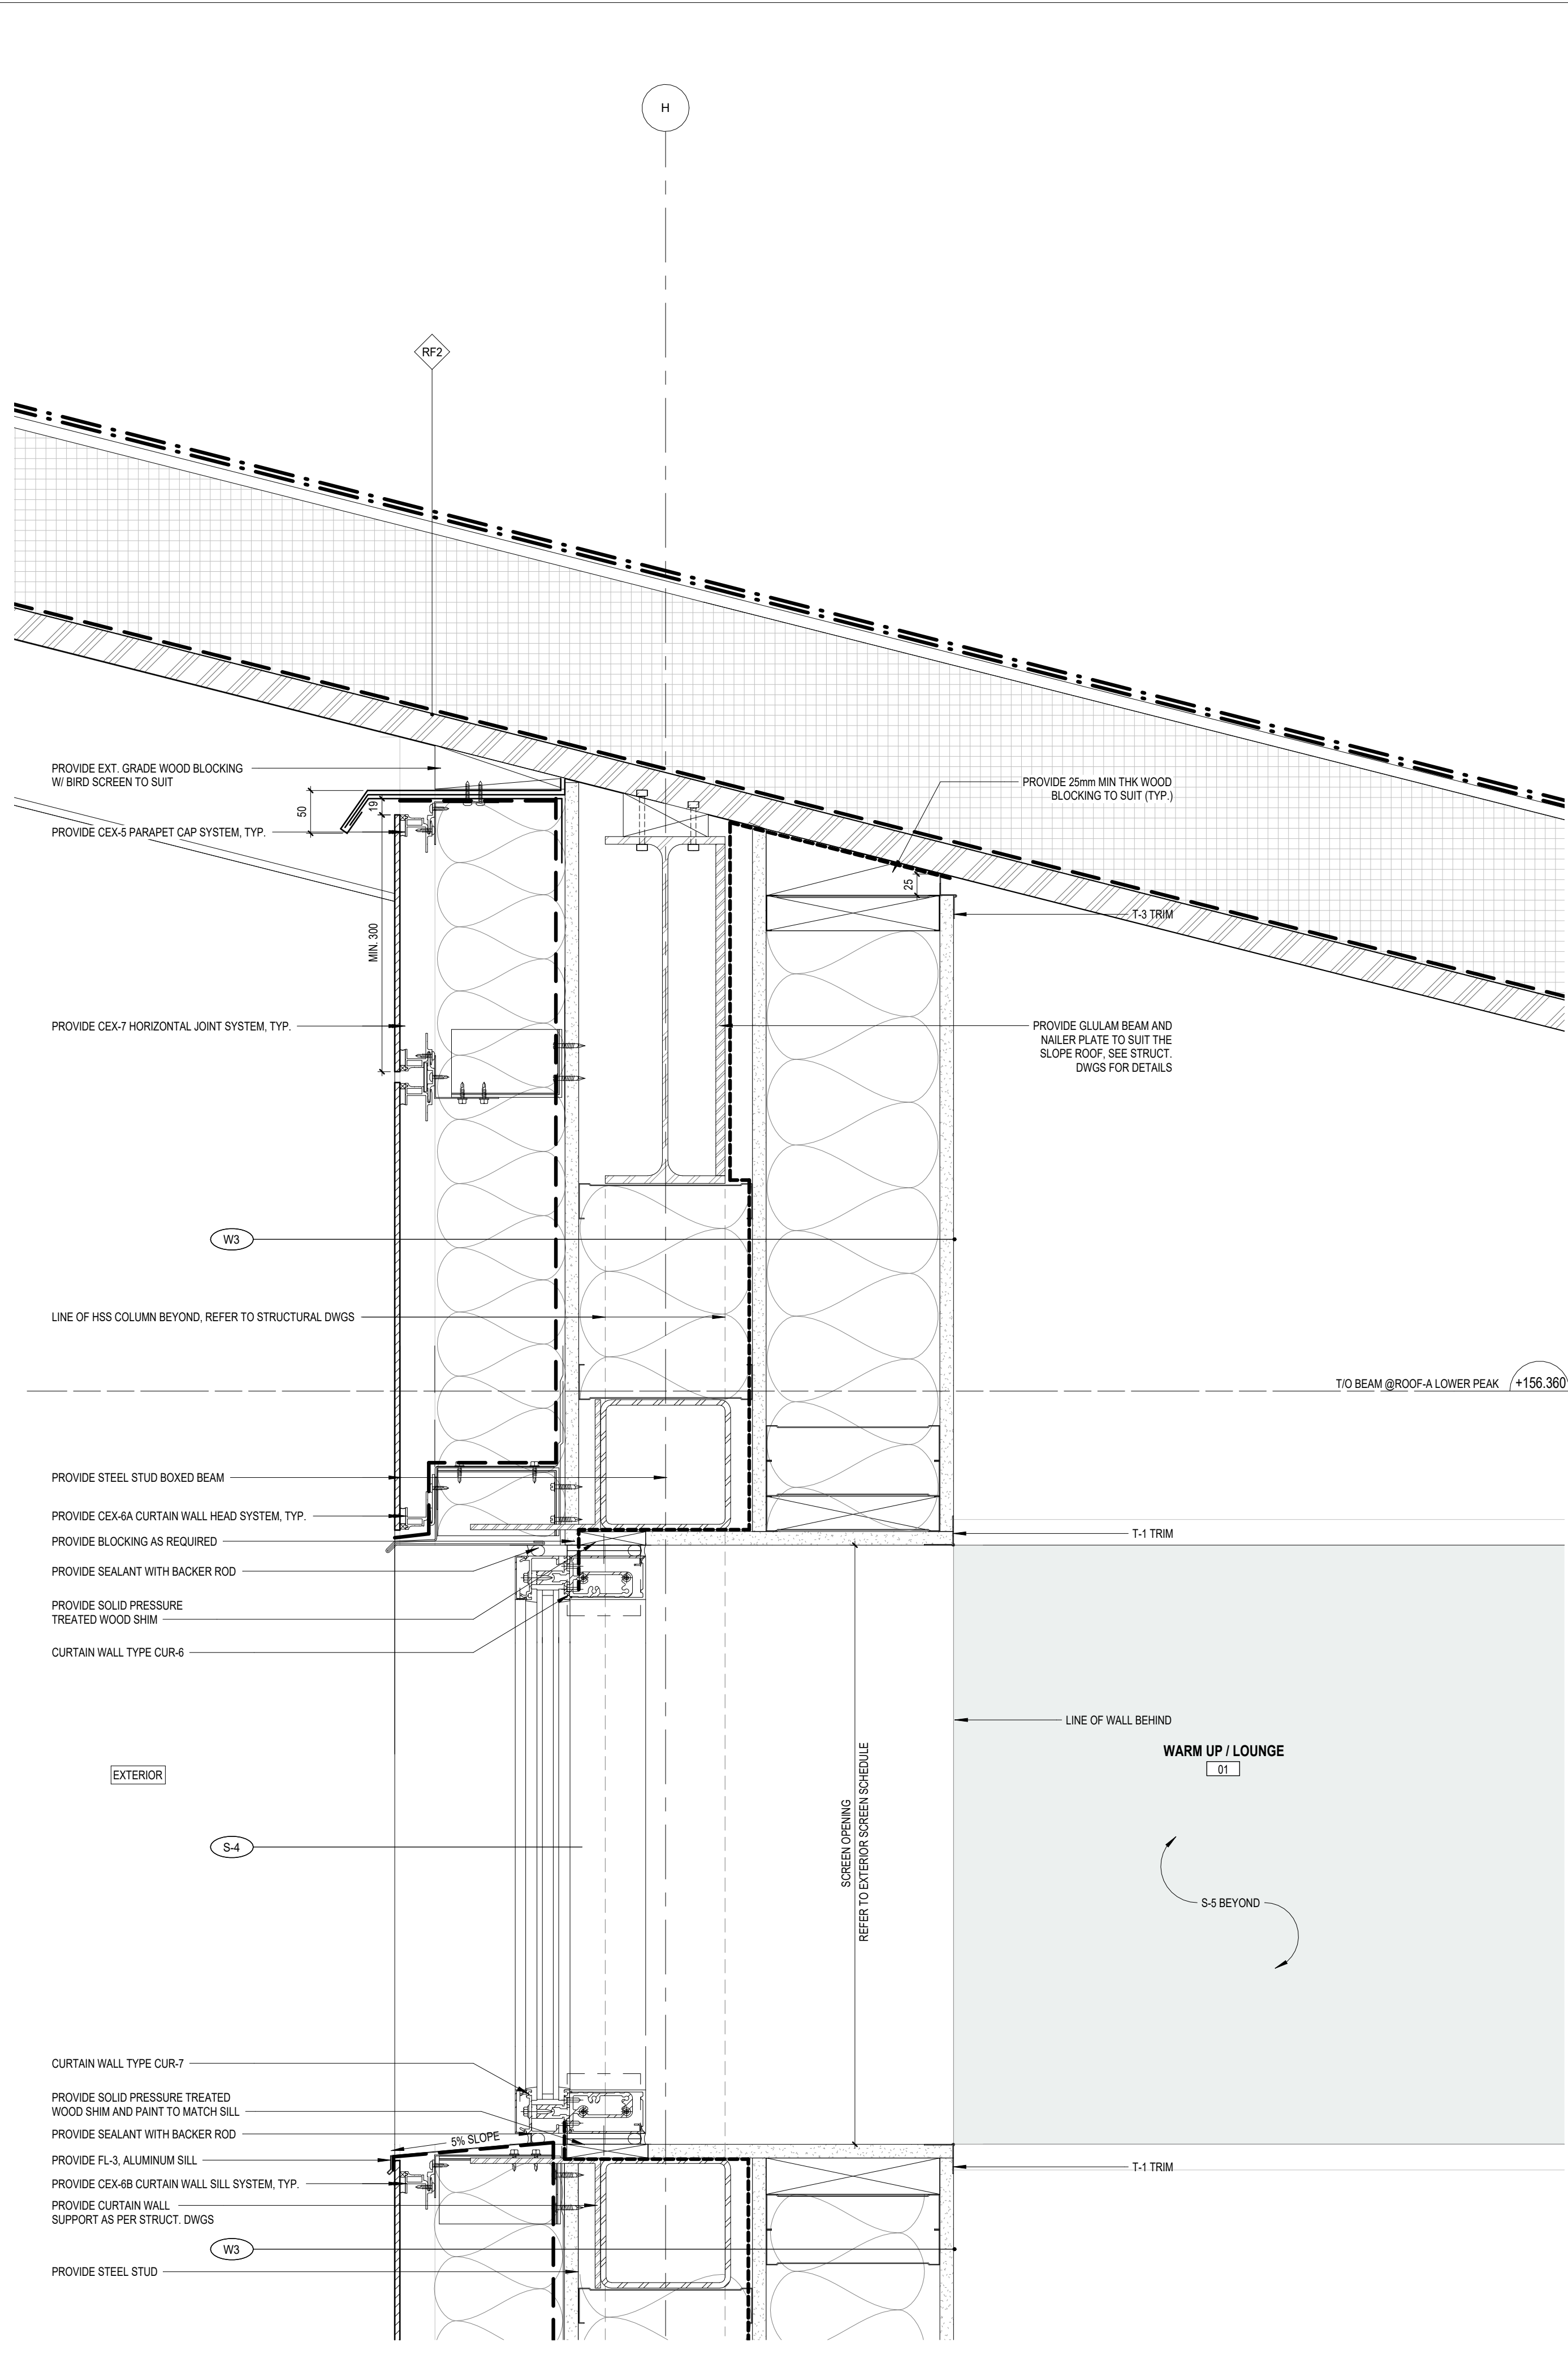 H
RF2
PROVIDE EXT. GRADE WOOD BLOCKING
W/ BIRD SCREEN TO SUIT
50
19
PROVIDE CEX-5 PARAPET CAP SYSTEM, TYP.
PROVIDE 25mm MIN THK WOOD
BLOCKING TO SUIT (TYP.)
25
T-3 TRIM
MIN. 300
PROVIDE CEX-7 HORIZONTAL JOINT SYSTEM, TYP.
PROVIDE GLULAM BEAM AND
NAILER PLATE TO SUIT THE
SLOPE ROOF, SEE STRUCT.
DWGS FOR DETAILS
W3
LINE OF HSS COLUMN BEYOND, REFER TO STRUCTURAL DWGS
T/O BEAM @ROOF-A LOWER PEAK
+156.360
PROVIDE STEEL STUD BOXED BEAM
PROVIDE CEX-6A CURTAIN WALL HEAD SYSTEM, TYP.
T-1 TRIM
PROVIDE BLOCKING AS REQUIRED
PROVIDE SEALANT WITH BACKER ROD
PROVIDE SOLID PRESSURE
TREATED WOOD SHIM
CURTAIN WALL TYPE CUR-6
LINE OF WALL BEHIND
WARM UP / LOUNGE
01
EXTERIOR
SCREEN OPENING
REFER TO EXTERIOR SCREEN SCHEDULE
S-4
S-5 BEYOND
CURTAIN WALL TYPE CUR-7
PROVIDE SOLID PRESSURE TREATED
WOOD SHIM AND PAINT TO MATCH SILL
PROVIDE SEALANT WITH BACKER ROD
5% SLOPE
PROVIDE FL-3, ALUMINUM SILL
T-1 TRIM
PROVIDE CEX-6B CURTAIN WALL SILL SYSTEM, TYP.
PROVIDE CURTAIN WALL
SUPPORT AS PER STRUCT. DWGS
W3
PROVIDE STEEL STUD